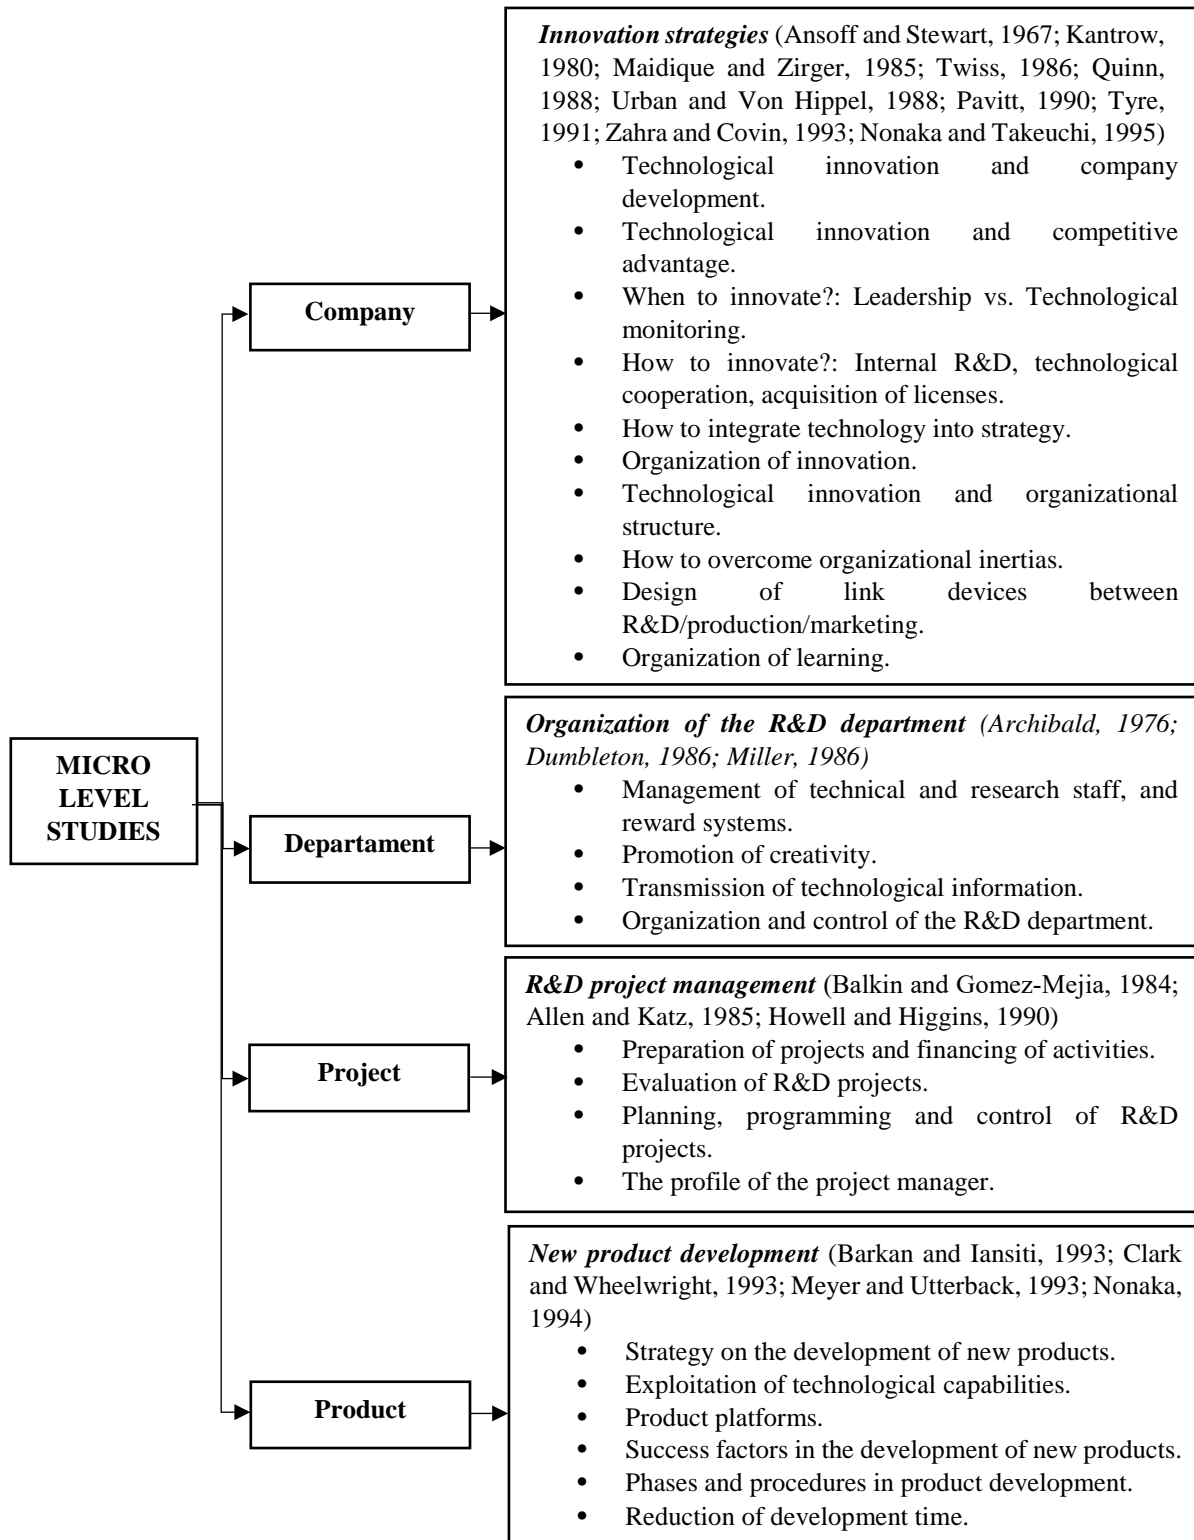 MICRO
LEVEL
STUDIES
Company
Innovation strategies (Ansoff and Stewart, 1967; Kantrow,
1980; Maidique and Zirger, 1985; Twiss, 1986; Quinn,
1988; Urban and Von Hippel, 1988; Pavitt, 1990; Tyre,
1991; Zahra and Covin, 1993; Nonaka and Takeuchi, 1995)
• Technological innovation and company
development.
• Technological innovation and competitive
advantage.
• When to innovate?: Leadership vs. Technological
monitoring.
• How to innovate?: Internal R&D, technological
cooperation, acquisition of licenses.
• How to integrate technology into strategy.
• Organization of innovation.
• Technological innovation and organizational
structure.
• How to overcome organizational inertias.
• Design of link devices between
R&D/production/marketing.
• Organization of learning.
Departament
Organization of the R&D department (Archibald, 1976;
Dumbleton, 1986; Miller, 1986)
• Management of technical and research staff, and
reward systems.
• Promotion of creativity.
• Transmission of technological information.
• Organization and control of the R&D department.
Project
R&D project management (Balkin and Gomez-Mejia, 1984;
Allen and Katz, 1985; Howell and Higgins, 1990)
• Preparation of projects and financing of activities.
• Evaluation of R&D projects.
• Planning, programming and control of R&D
projects.
• The profile of the project manager.
Product
New product development (Barkan and Iansiti, 1993; Clark
and Wheelwright, 1993; Meyer and Utterback, 1993; Nonaka,
1994)
• Strategy on the development of new products.
• Exploitation of technological capabilities.
• Product platforms.
• Success factors in the development of new products.
• Phases and procedures in product development.
• Reduction of development time.